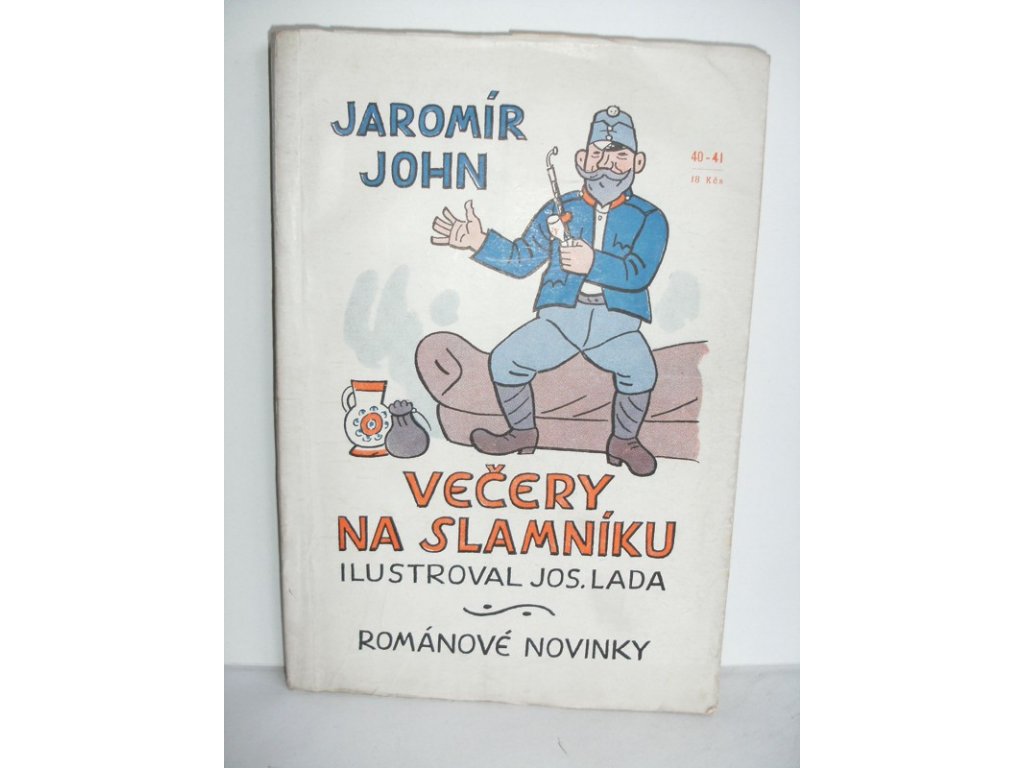 JAROMÍR
JOHN
40-41
18 Kčs
VEČERY
NA SLAMNÍKU
ILUSTROVAL JOS. LADA
ROMÁNOVÉ NOVINKY